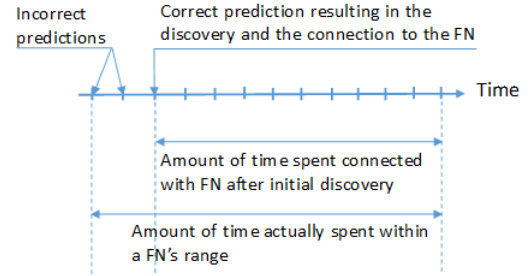 Incorrect
predictions
Correct prediction resulting in the
discovery and the connection to the FN
Time
Amount of time spent connected
with FN after initial discovery
Amount of time actually spent within
a FN's range